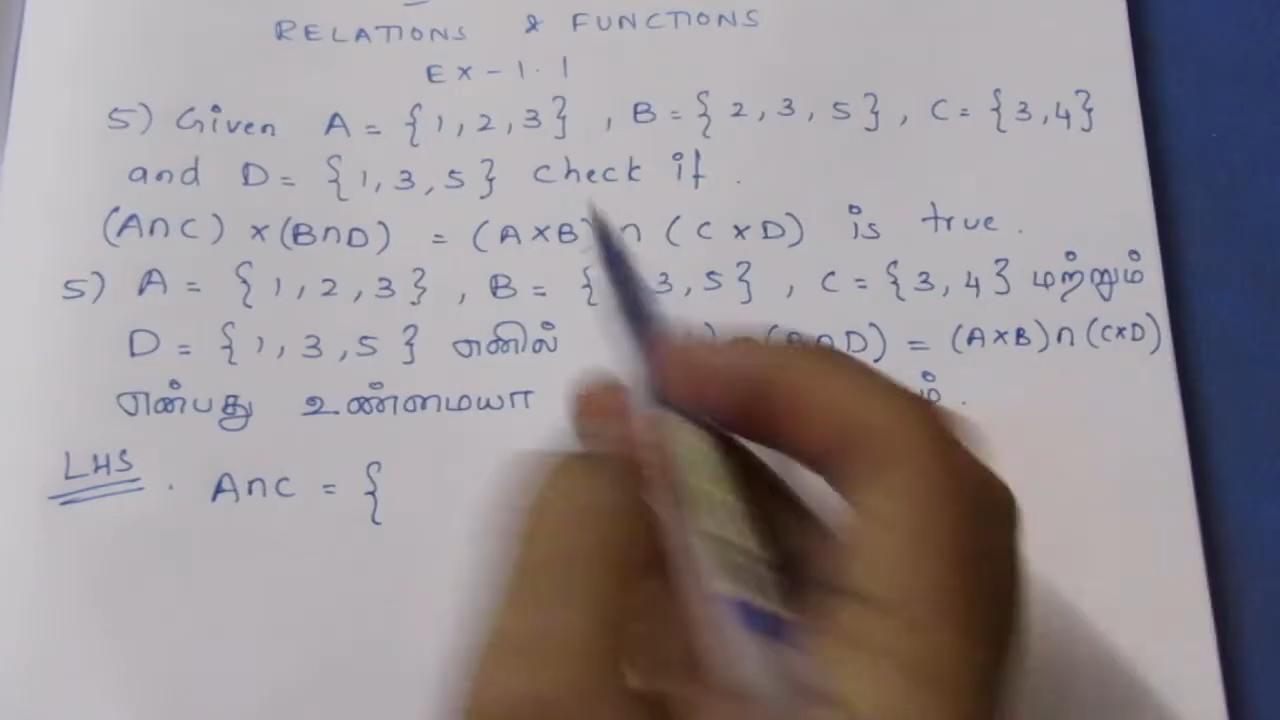 RELATIONS & FUNCTIONS
EX-1.1
5) Given A = {1,2,3} , B = { 2, 3, 5} , C = {3,4}
and D = {1,3,5} check if .
(A∩C) ×(B∩D) = (A×B) ∩ (C×D) is true .
5) A = {1,2,3} , B = { 3,5} , C = {3,4} மற்றும்
D = {1,3,5} எனில் D) = (A×B)∩(C×D)
என்பது உண்மையா
LHS . A∩C = {